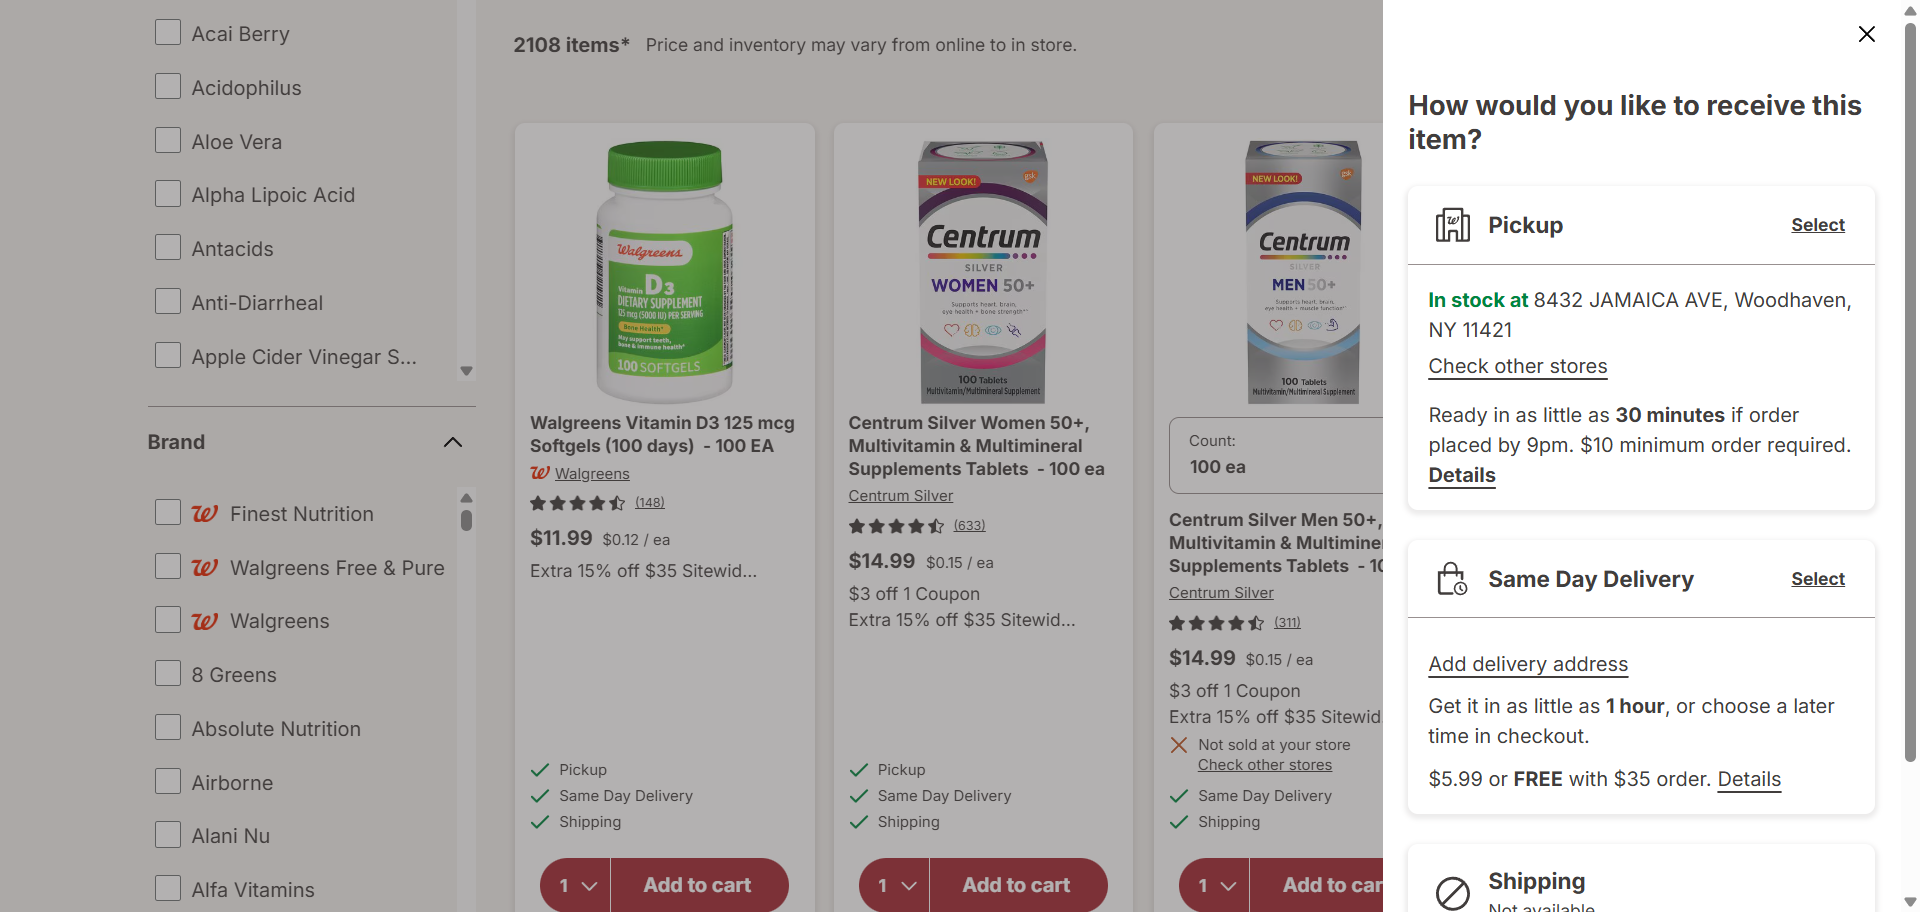 Acai Berry
Acidophilus
Aloe Vera
Alpha Lipoic Acid
Antacids
Anti-Diarrheal
Apple Cider Vinegar S...
Brand
Finest Nutrition
Walgreens Free & Pure
Walgreens
8 Greens
Absolute Nutrition
Airborne
Alani Nu
Alfa Vitamins
2108 items* Price and inventory may vary from online to in store.
Walgreens
Vitamin D3
DIETARY SUPPLEMENT
125 mcg (5000 IU) PER SERVING
Bone Health*
May support teeth,
bone & immune health*
100 SOFTGELS
Walgreens Vitamin D3 125 mcg
Softgels (100 days) - 100 EA
Walgreens
(148)
$11.99 $0.12 / ea
Extra 15% off $35 Sitewid...
Pickup
Same Day Delivery
Shipping
1 Add to cart
NEW LOOK!
gsk
Centrum
SILVER
WOMEN 50+
Supports heart, brain,
eye health + bone strength*
100 Tablets
Multivitamin/Multimineral Supplement
Centrum Silver Women 50+,
Multivitamin & Multimineral
Supplements Tablets - 100 ea
Centrum Silver
(633)
$14.99 $0.15 / ea
$3 off 1 Coupon
Extra 15% off $35 Sitewid...
Pickup
Same Day Delivery
Shipping
1 Add to cart
NEW LOOK!
gsk
Centrum
SILVER
MEN 50+
Supports heart, brain,
eye health + muscle function*
100 Tablets
Multivitamin/Multimineral Supplement
Count:
100 ea
Centrum Silver Men 50+,
Multivitamin & Multimine
Supplements Tablets - 10
Centrum Silver
(311)
$14.99 $0.15 / ea
$3 off 1 Coupon
Extra 15% off $35 Sitewid
Not sold at your store
Check other stores
Same Day Delivery
Shipping
1 Add to car
How would you like to receive this
item?
Pickup Select
In stock at 8432 JAMAICA AVE, Woodhaven,
NY 11421
Check other stores
Ready in as little as 30 minutes if order
placed by 9pm. $10 minimum order required.
Details
Same Day Delivery Select
Add delivery address
Get it in as little as 1 hour, or choose a later
time in checkout.
$5.99 or FREE with $35 order. Details
Shipping
Not available